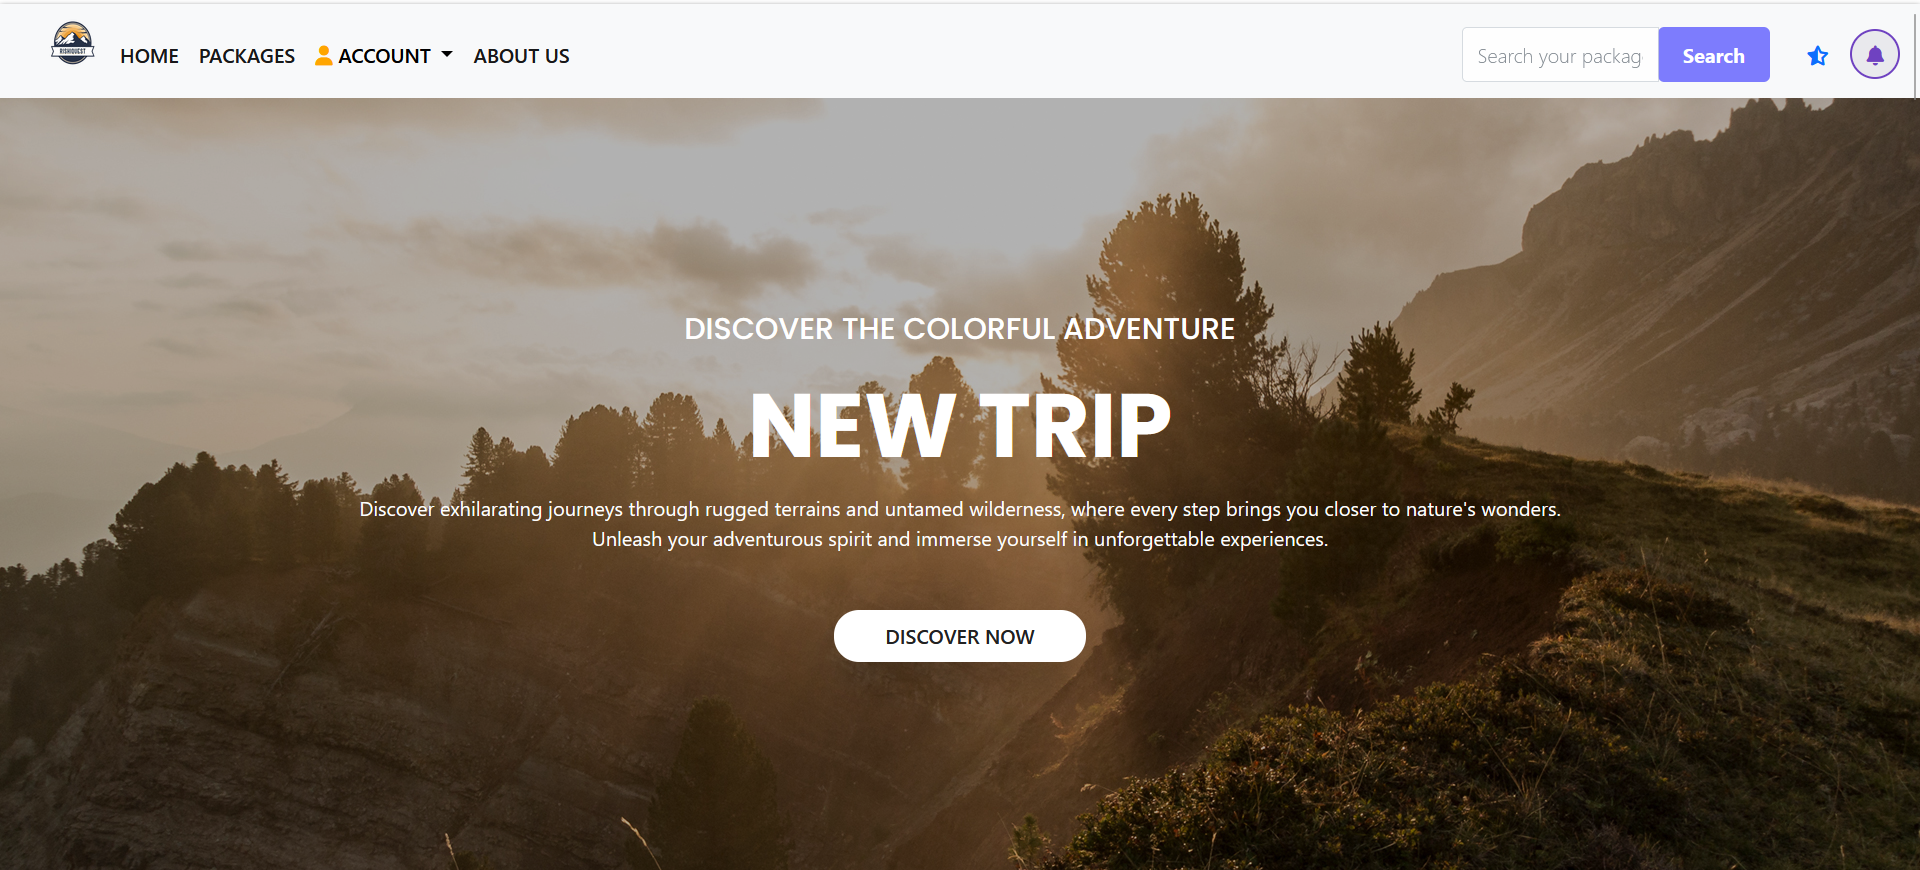 RISHIQUEST
HOME PACKAGES ACCOUNT ABOUT US
Search your packag
Search
DISCOVER THE COLORFUL ADVENTURE
NEW TRIP
Discover exhilarating journeys through rugged terrains and untamed wilderness, where every step brings you closer to nature's wonders.
Unleash your adventurous spirit and immerse yourself in unforgettable experiences.
DISCOVER NOW